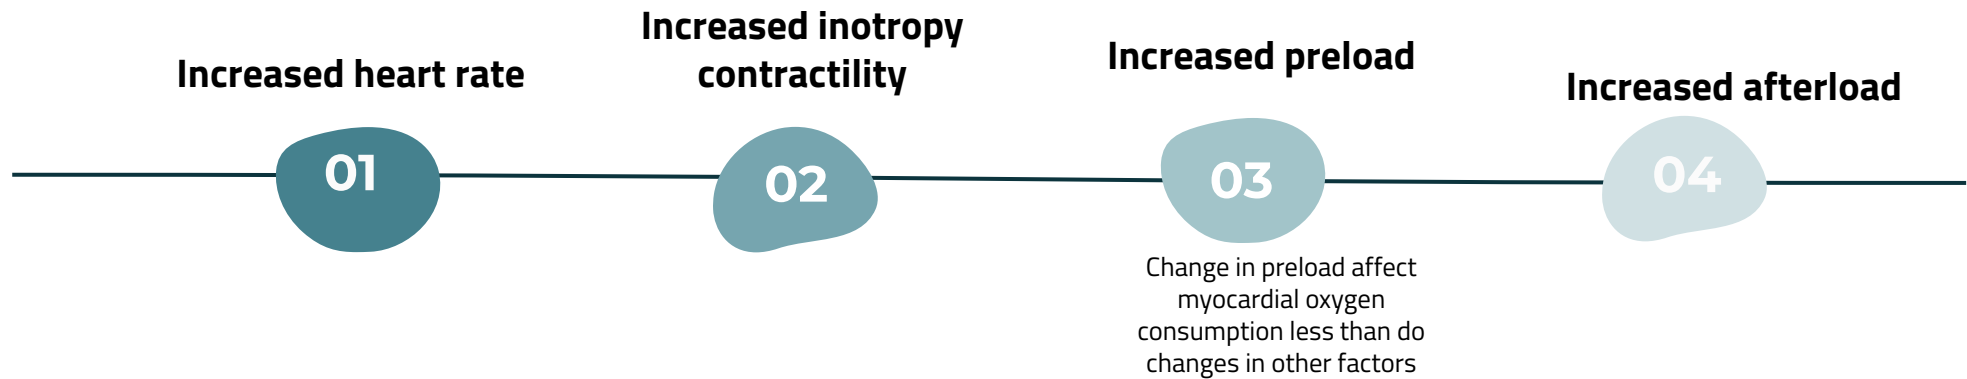 Increased heart rate
01
Increased inotropy
contractility
02
Increased preload
03
Change in preload affect
myocardial oxygen
consumption less than do
changes in other factors
Increased afterload
04